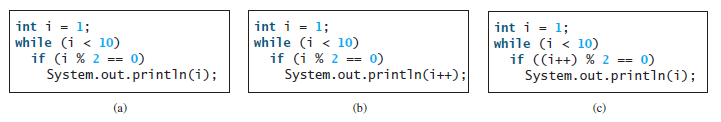 int i = 1;
while (i < 10)
if (i % 2 == 0)
System.out.println(i);
(a)
int i = 1;
while (i < 10)
if (i % 2 == 0)
System.out.println(i++);
(b)
int i = 1;
while (i < 10)
if ((i++) % 2 == 0)
System.out.println(i);
(c)